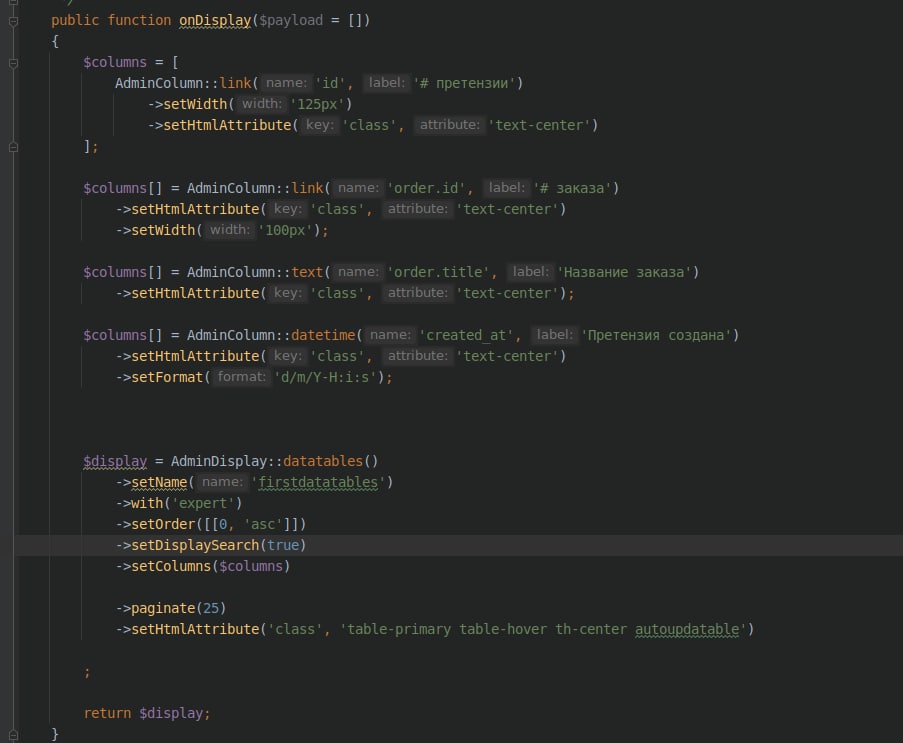 */
public function onDisplay($payload = [])
{
$columns = [
AdminColumn::link( name: 'id', label: '# претензии')
->setWidth( width: '125px')
->setHtmlAttribute( key: 'class', attribute: 'text-center')
];
$columns[] = AdminColumn::link( name: 'order.id', label: '# заказа')
->setHtmlAttribute( key: 'class', attribute: 'text-center')
->setWidth( width: '100px');
$columns[] = AdminColumn::text( name: 'order.title', label: 'Название заказа')
->setHtmlAttribute( key: 'class', attribute: 'text-center');
$columns[] = AdminColumn::datetime( name: 'created_at', label: 'Претензия создана')
->setHtmlAttribute( key: 'class', attribute: 'text-center')
->setFormat( format: 'd/m/Y-H:i:s');
$display = AdminDisplay::datatables()
->setName( name: 'firstdatatables')
->with('expert')
->setOrder([[0, 'asc']])
->setDisplaySearch(true)
->setColumns($columns)
->paginate(25)
->setHtmlAttribute('class', 'table-primary table-hover th-center autoupdatable')
;
return $display;
}